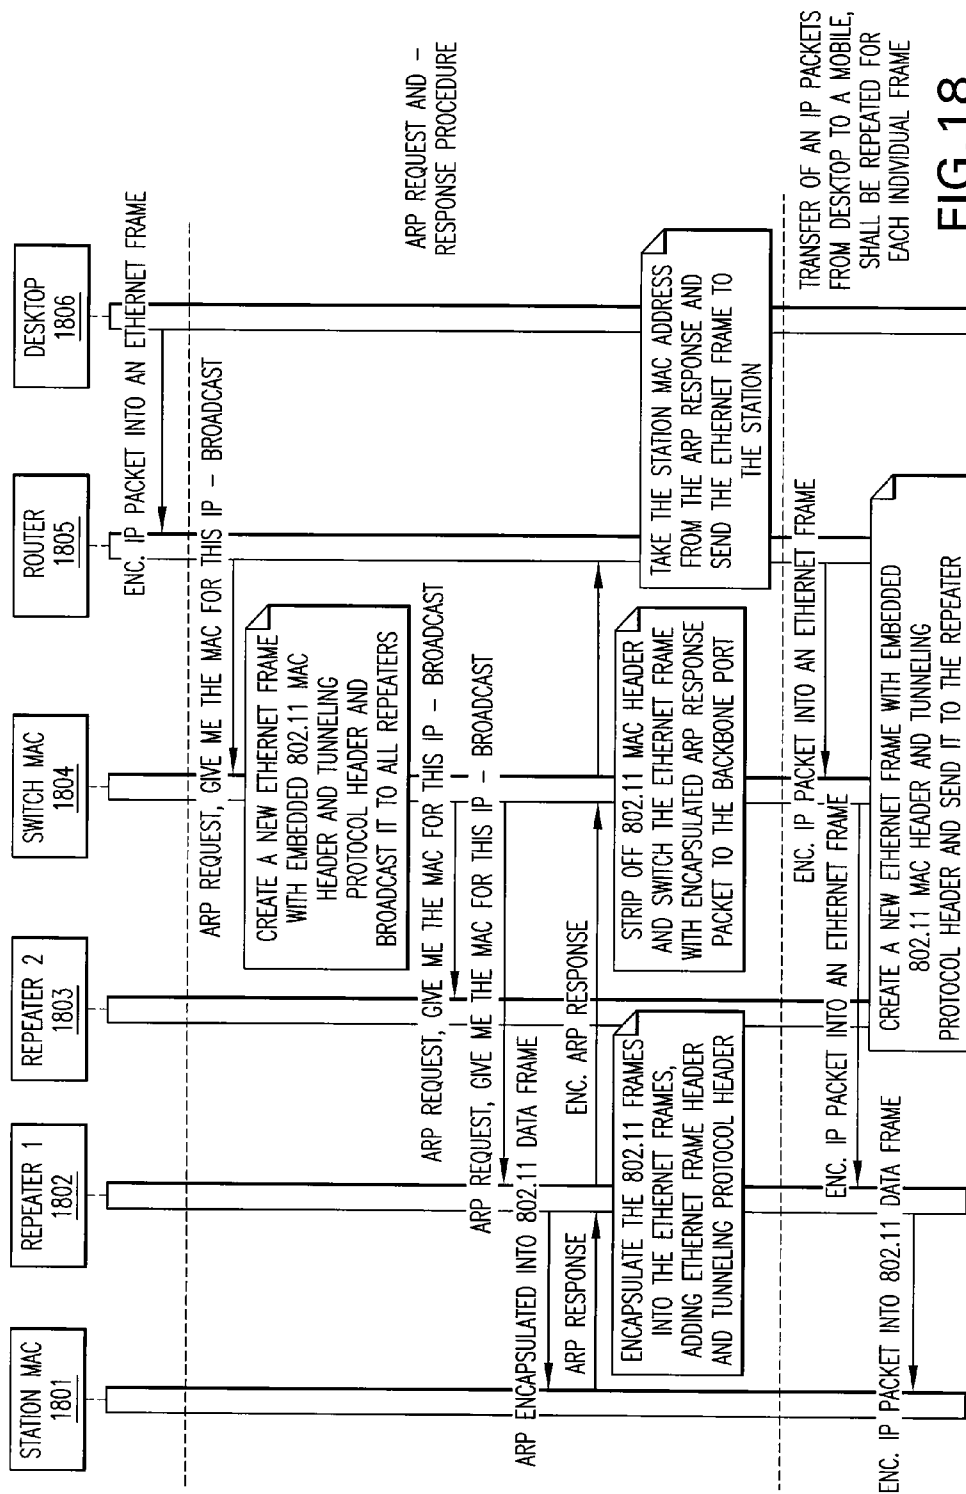 STATION MAC
1801
REPEATER 1
1802
REPEATER 2
1803
SWITCH MAC
1804
ROUTER
1805
DESKTOP
1806
ENC. IP PACKET INTO AN ETHERNET FRAME
ARP REQUEST, GIVE ME THE MAC FOR THIS IP – BROADCAST
CREATE A NEW ETHERNET FRAME
WITH EMBEDDED 802.11 MAC
HEADER AND TUNNELING
PROTOCOL HEADER AND
BROADCAST IT TO ALL REPEATERS
ARP REQUEST AND –
RESPONSE PROCEDURE
ARP REQUEST, GIVE ME THE MAC FOR THIS IP – BROADCAST
ARP REQUEST, GIVE ME THE MAC FOR THIS IP – BROADCAST
ARP ENCAPSULATED INTO 802.11 DATA FRAME
ARP RESPONSE
ENC. ARP RESPONSE
ENCAPSULATE THE 802.11 FRAMES
INTO THE ETHERNET FRAMES,
ADDING ETHERNET FRAME HEADER
AND TUNNELING PROTOCOL HEADER
STRIP OFF 802.11 MAC HEADER
AND SWITCH THE ETHERNET FRAME
WITH ENCAPSULATED ARP RESPONSE
PACKET TO THE BACKBONE PORT
TAKE THE STATION MAC ADDRESS
FROM THE ARP RESPONSE AND
SEND THE ETHERNET FRAME TO
THE STATION
ENC. IP PACKET INTO AN ETHERNET FRAME
TRANSFER OF AN IP PACKETS
FROM DESKTOP TO A MOBILE,
SHALL BE REPEATED FOR
EACH INDIVIDUAL FRAME
ENC. IP PACKET INTO AN ETHERNET FRAME
CREATE A NEW ETHERNET FRAME WITH EMBEDDED
802.11 MAC HEADER AND TUNNELING
PROTOCOL HEADER AND SEND IT TO THE REPEATER
ENC. IP PACKET INTO 802.11 DATA FRAME
FIG.18